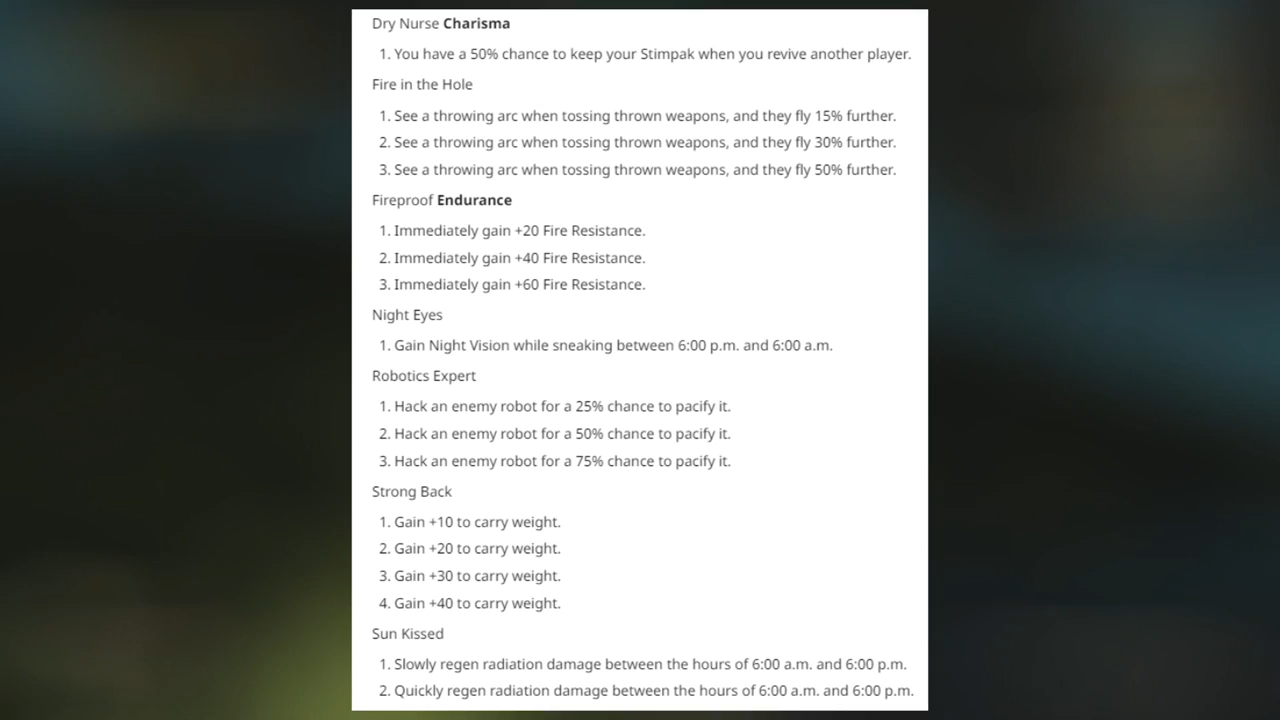 Dry Nurse Charisma
1. You have a 50% chance to keep your Stimpak when you revive another player.
Fire in the Hole
1. See a throwing arc when tossing thrown weapons, and they fly 15% further.
2. See a throwing arc when tossing thrown weapons, and they fly 30% further.
3. See a throwing arc when tossing thrown weapons, and they fly 50% further.
Fireproof Endurance
1. Immediately gain +20 Fire Resistance.
2. Immediately gain +40 Fire Resistance.
3. Immediately gain +60 Fire Resistance.
Night Eyes
1. Gain Night Vision while sneaking between 6:00 p.m. and 6:00 a.m.
Robotics Expert
1. Hack an enemy robot for a 25% chance to pacify it.
2. Hack an enemy robot for a 50% chance to pacify it.
3. Hack an enemy robot for a 75% chance to pacify it.
Strong Back
1. Gain +10 to carry weight.
2. Gain +20 to carry weight.
3. Gain +30 to carry weight.
4. Gain +40 to carry weight.
Sun Kissed
1. Slowly regen radiation damage between the hours of 6:00 a.m. and 6:00 p.m.
2. Quickly regen radiation damage between the hours of 6:00 a.m. and 6:00 p.m.